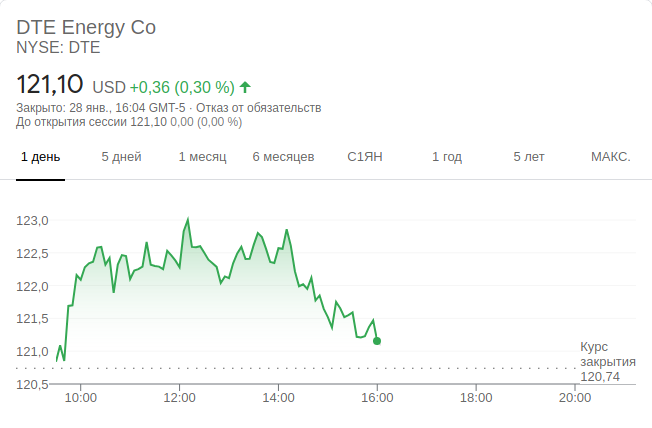 DTE Energy Co
NYSE: DTE
121,10 USD +0,36 (0,30 %)
Закрыто: 28 янв., 16:04 GMT-5 · Отказ от обязательств
До открытия сессии 121,10 0,00 (0,00 %)
1 день 5 дней 1 месяц 6 месяцев С1ЯН 1 год 5 лет МАКС.
123,0
122,5
122,0
121,5
121,0
Курс
закрытия
120,74
120,5
10:00 12:00 14:00 16:00 18:00 20:00